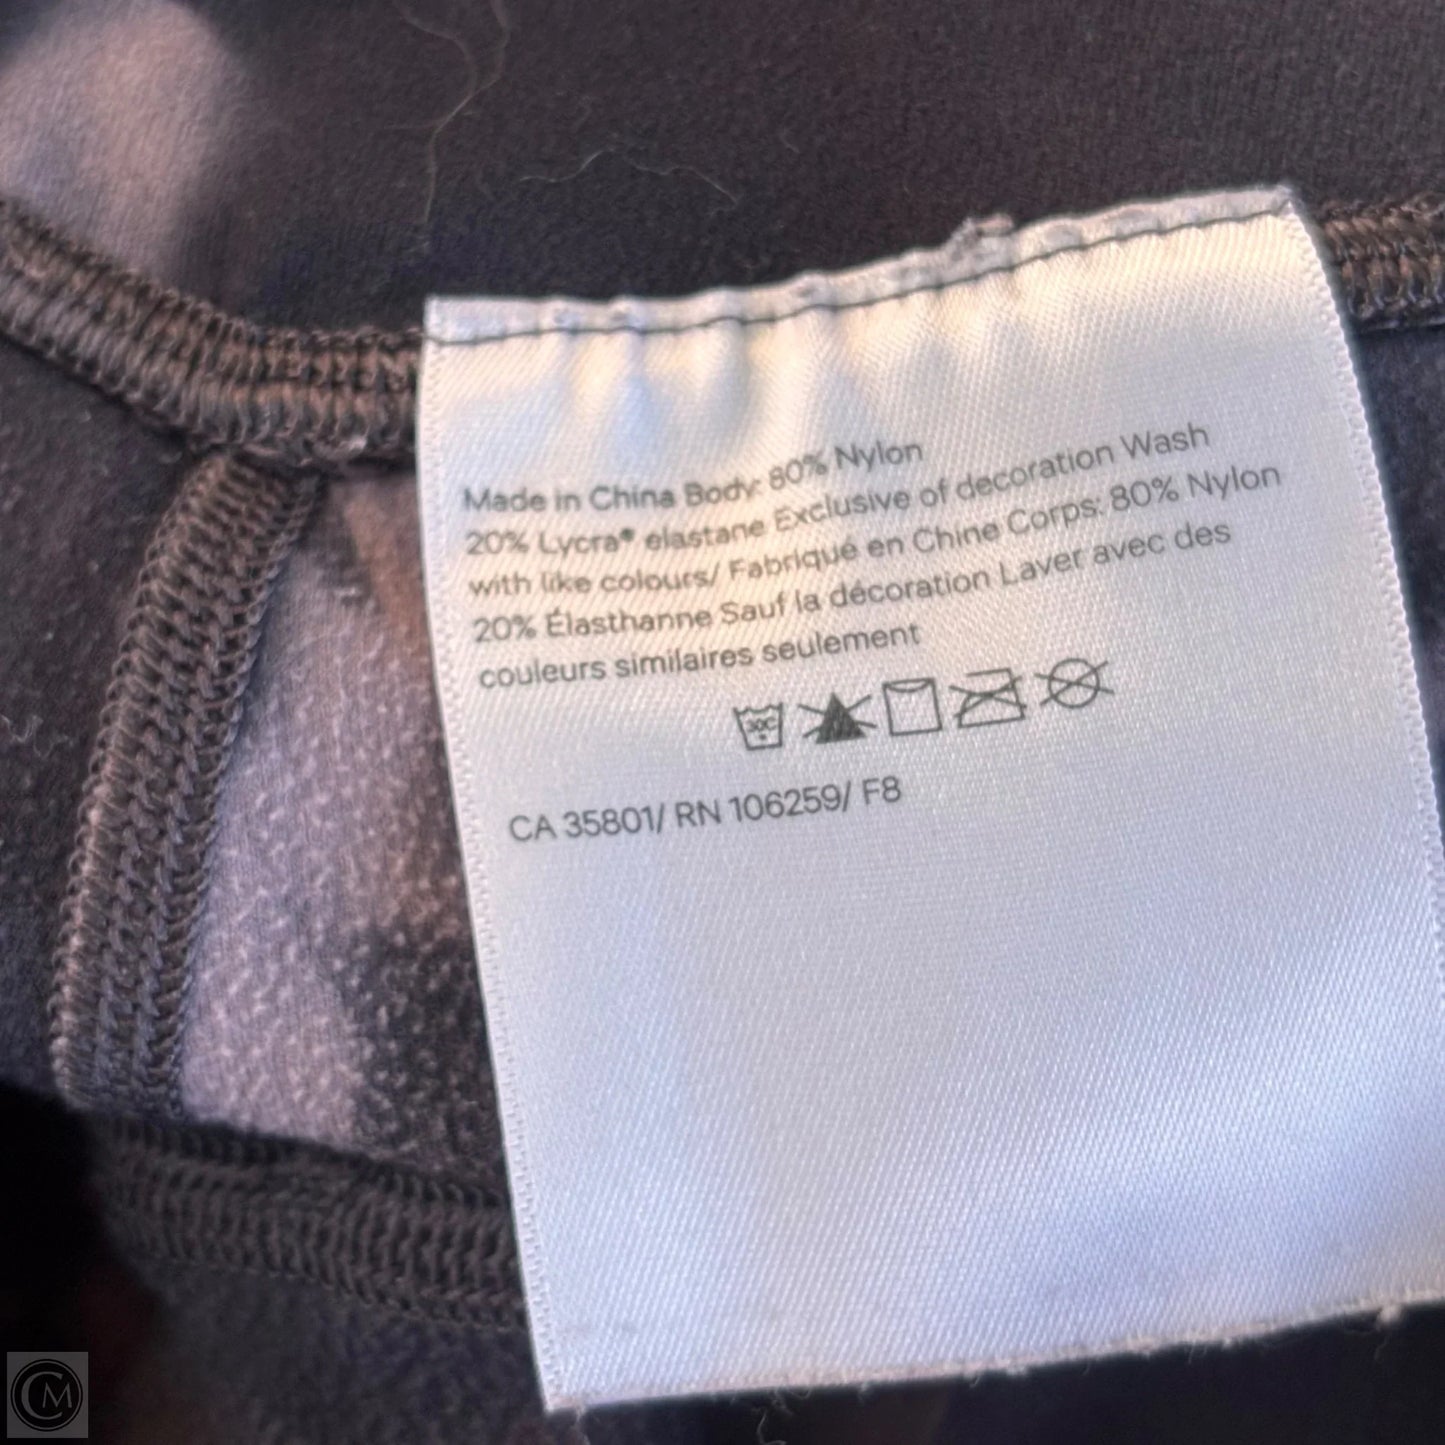 Made in China Body: 80% Nylon
20% Lycra® elastane Exclusive of decoration Wash
with like colours/ Fabriqué en Chine Corps: 80% Nylon
20% Élasthanne Sauf la décoration Laver avec des
couleurs similaires seulement
30C
CA 35801/ RN 106259/ F8
CM